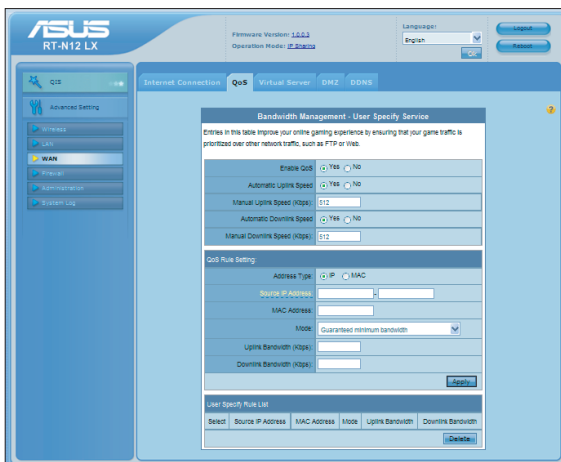 ASUS
RT-N12 LX
Firmware Version: 1.0.0.3
Operation Mode: IP Sharing
Language:
English
GO
Logout
Reboot
QIS
Advanced Setting
Wireless
LAN
WAN
Firewall
Administration
System Log
Internet Connection QoS Virtual Server DMZ DDNS
Bandwidth Management - User Specify Service
Entries in this table improve your online gaming experience by ensuring that your game traffic is
prioritized over other network traffic, such as FTP or Web.
Enable QoS Yes No
Automatic Uplink Speed Yes No
Manual Uplink Speed (Kbps): 512
Automatic Downlink Speed Yes No
Manual Downlink Speed (Kbps): 512
QoS Rule Setting:
Address Type: IP MAC
Source IP Address: -
MAC Address:
Mode: Guaranteed minimum bandwidth
Uplink Bandwidth (Kbps):
Downlink Bandwidth (Kbps):
Apply
User Specify Rule List
Select Source IP Address MAC Address Mode Uplink Bandwidth Downlink Bandwidth
Delete